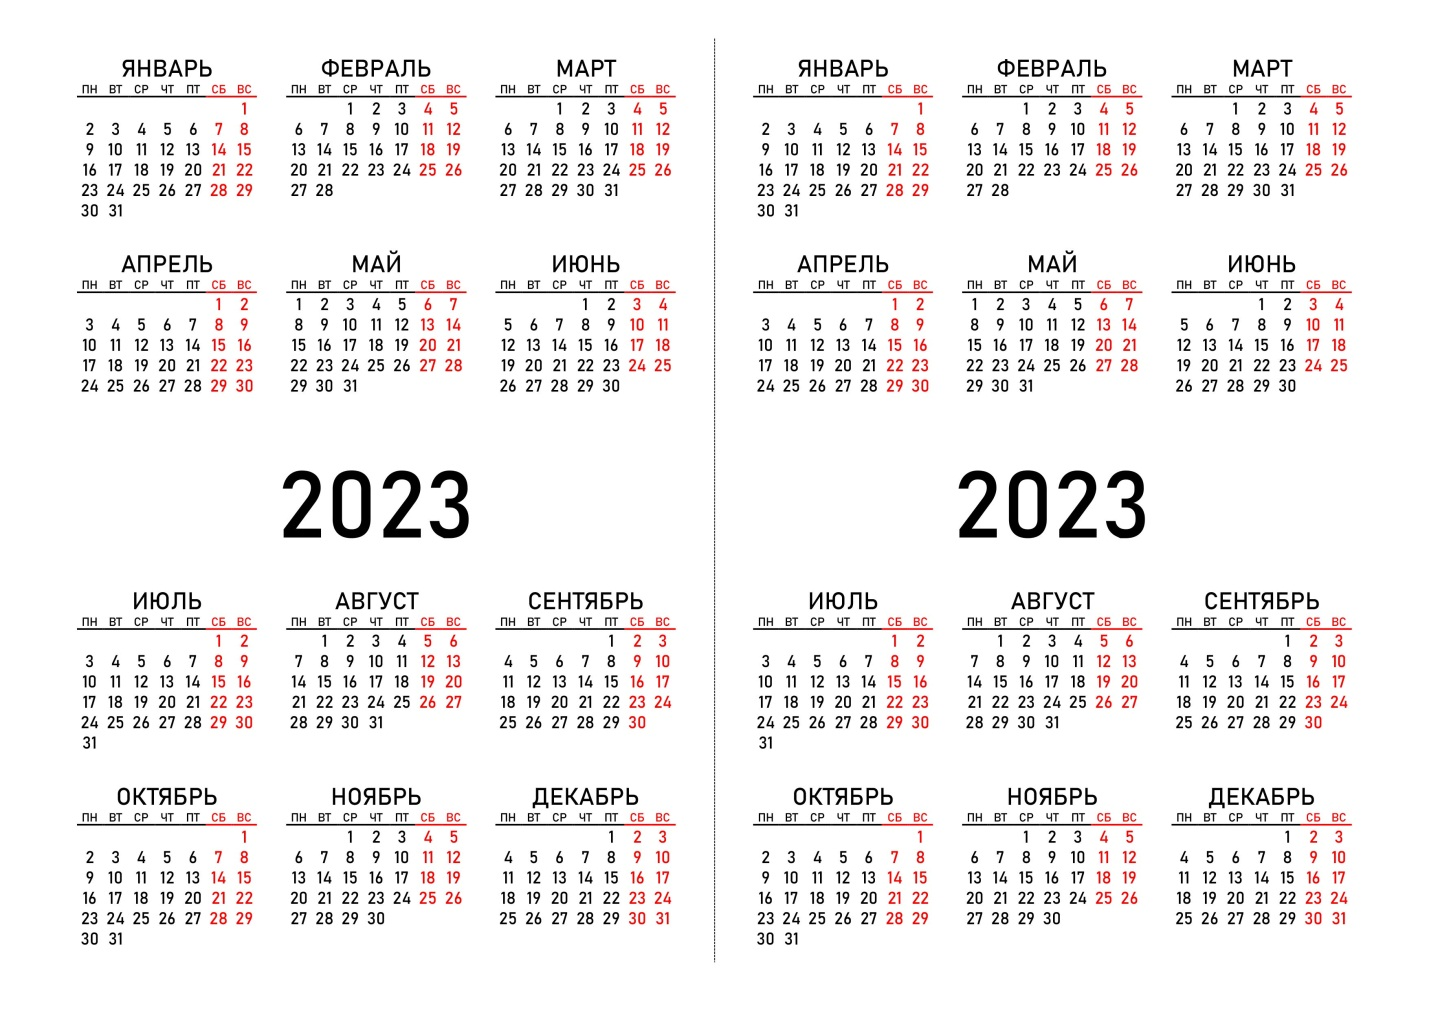 ЯНВАРЬ
ПН ВТ СР ЧТ ПТ СБ ВС
1
2 3 4 5 6 7 8
9 10 11 12 13 14 15
16 17 18 19 20 21 22
23 24 25 26 27 28 29
30 31
ФЕВРАЛЬ
ПН ВТ СР ЧТ ПТ СБ ВС
1 2 3 4 5
6 7 8 9 10 11 12
13 14 15 16 17 18 19
20 21 22 23 24 25 26
27 28
МАРТ
ПН ВТ СР ЧТ ПТ СБ ВС
1 2 3 4 5
6 7 8 9 10 11 12
13 14 15 16 17 18 19
20 21 22 23 24 25 26
27 28 29 30 31
АПРЕЛЬ
ПН ВТ СР ЧТ ПТ СБ ВС
1 2
3 4 5 6 7 8 9
10 11 12 13 14 15 16
17 18 19 20 21 22 23
24 25 26 27 28 29 30
МАЙ
ПН ВТ СР ЧТ ПТ СБ ВС
1 2 3 4 5 6 7
8 9 10 11 12 13 14
15 16 17 18 19 20 21
22 23 24 25 26 27 28
29 30 31
ИЮНЬ
ПН ВТ СР ЧТ ПТ СБ ВС
1 2 3 4
5 6 7 8 9 10 11
12 13 14 15 16 17 18
19 20 21 22 23 24 25
26 27 28 29 30
2023
ИЮЛЬ
ПН ВТ СР ЧТ ПТ СБ ВС
1 2
3 4 5 6 7 8 9
10 11 12 13 14 15 16
17 18 19 20 21 22 23
24 25 26 27 28 29 30
31
АВГУСТ
ПН ВТ СР ЧТ ПТ СБ ВС
1 2 3 4 5 6
7 8 9 10 11 12 13
14 15 16 17 18 19 20
21 22 23 24 25 26 27
28 29 30 31
СЕНТЯБРЬ
ПН ВТ СР ЧТ ПТ СБ ВС
1 2 3
4 5 6 7 8 9 10
11 12 13 14 15 16 17
18 19 20 21 22 23 24
25 26 27 28 29 30
ОКТЯБРЬ
ПН ВТ СР ЧТ ПТ СБ ВС
1
2 3 4 5 6 7 8
9 10 11 12 13 14 15
16 17 18 19 20 21 22
23 24 25 26 27 28 29
30 31
НОЯБРЬ
ПН ВТ СР ЧТ ПТ СБ ВС
1 2 3 4 5
6 7 8 9 10 11 12
13 14 15 16 17 18 19
20 21 22 23 24 25 26
27 28 29 30
ДЕКАБРЬ
ПН ВТ СР ЧТ ПТ СБ ВС
1 2 3
4 5 6 7 8 9 10
11 12 13 14 15 16 17
18 19 20 21 22 23 24
25 26 27 28 29 30 31
ЯНВАРЬ
ПН ВТ СР ЧТ ПТ СБ ВС
1
2 3 4 5 6 7 8
9 10 11 12 13 14 15
16 17 18 19 20 21 22
23 24 25 26 27 28 29
30 31
ФЕВРАЛЬ
ПН ВТ СР ЧТ ПТ СБ ВС
1 2 3 4 5
6 7 8 9 10 11 12
13 14 15 16 17 18 19
20 21 22 23 24 25 26
27 28
МАРТ
ПН ВТ СР ЧТ ПТ СБ ВС
1 2 3 4 5
6 7 8 9 10 11 12
13 14 15 16 17 18 19
20 21 22 23 24 25 26
27 28 29 30 31
АПРЕЛЬ
ПН ВТ СР ЧТ ПТ СБ ВС
1 2
3 4 5 6 7 8 9
10 11 12 13 14 15 16
17 18 19 20 21 22 23
24 25 26 27 28 29 30
МАЙ
ПН ВТ СР ЧТ ПТ СБ ВС
1 2 3 4 5 6 7
8 9 10 11 12 13 14
15 16 17 18 19 20 21
22 23 24 25 26 27 28
29 30 31
ИЮНЬ
ПН ВТ СР ЧТ ПТ СБ ВС
1 2 3 4
5 6 7 8 9 10 11
12 13 14 15 16 17 18
19 20 21 22 23 24 25
26 27 28 29 30
2023
ИЮЛЬ
ПН ВТ СР ЧТ ПТ СБ ВС
1 2
3 4 5 6 7 8 9
10 11 12 13 14 15 16
17 18 19 20 21 22 23
24 25 26 27 28 29 30
31
АВГУСТ
ПН ВТ СР ЧТ ПТ СБ ВС
1 2 3 4 5 6
7 8 9 10 11 12 13
14 15 16 17 18 19 20
21 22 23 24 25 26 27
28 29 30 31
СЕНТЯБРЬ
ПН ВТ СР ЧТ ПТ СБ ВС
1 2 3
4 5 6 7 8 9 10
11 12 13 14 15 16 17
18 19 20 21 22 23 24
25 26 27 28 29 30
ОКТЯБРЬ
ПН ВТ СР ЧТ ПТ СБ ВС
1
2 3 4 5 6 7 8
9 10 11 12 13 14 15
16 17 18 19 20 21 22
23 24 25 26 27 28 29
30 31
НОЯБРЬ
ПН ВТ СР ЧТ ПТ СБ ВС
1 2 3 4 5
6 7 8 9 10 11 12
13 14 15 16 17 18 19
20 21 22 23 24 25 26
27 28 29 30
ДЕКАБРЬ
ПН ВТ СР ЧТ ПТ СБ ВС
1 2 3
4 5 6 7 8 9 10
11 12 13 14 15 16 17
18 19 20 21 22 23 24
25 26 27 28 29 30 31